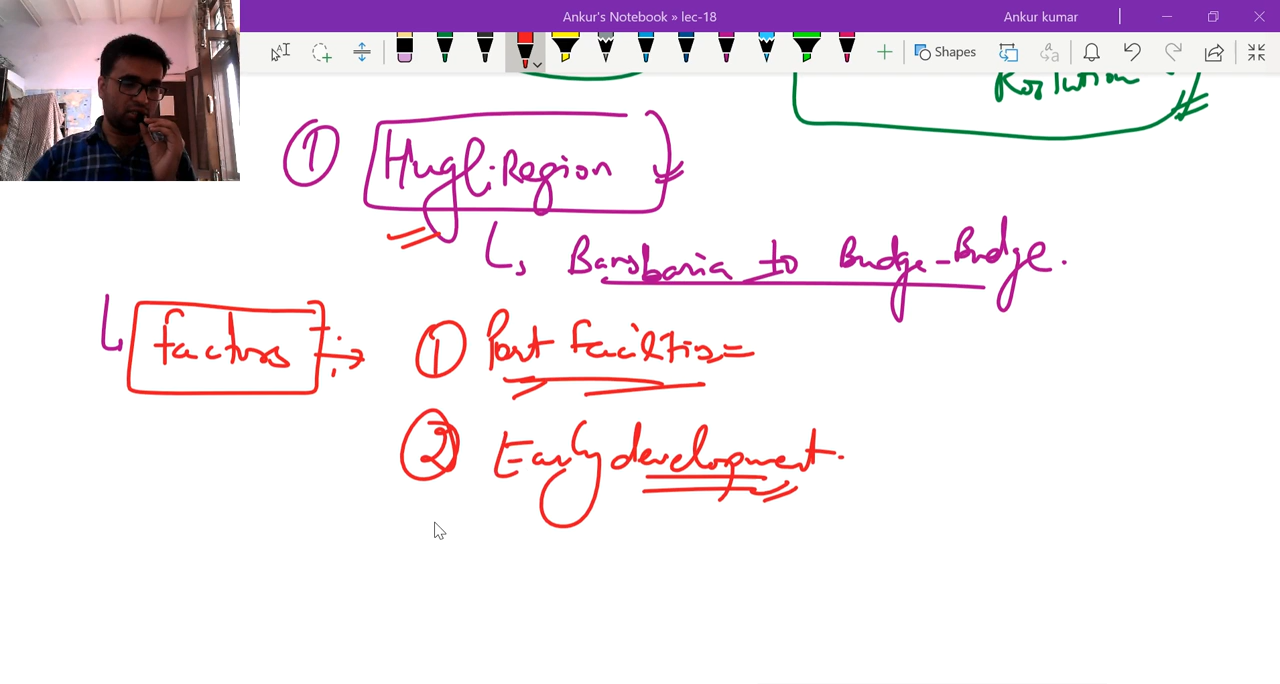 Ankur's Notebook » lec-18
Ankur kumar
Shapes
① Hugli Region
Bansbaria to Budge-Budge.
factors :→ ① Port facilities
② Early development.